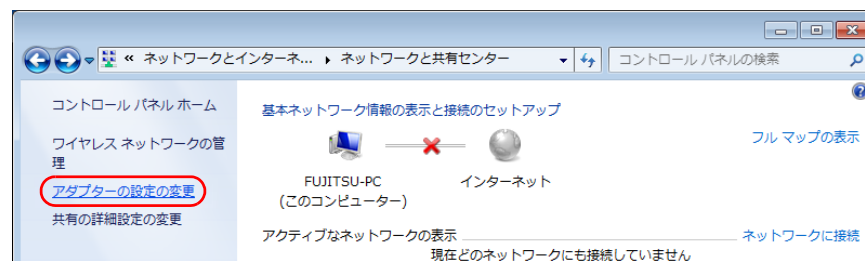 « ネットワークとインターネ... ▸ ネットワークと共有センター
コントロール パネルの検索
コントロール パネル ホーム
ワイヤレス ネットワークの管
理
アダプターの設定の変更
共有の詳細設定の変更
基本ネットワーク情報の表示と接続のセットアップ
フル マップの表示
FUJITSU-PC
(このコンピューター)
インターネット
アクティブなネットワークの表示
ネットワークに接続
現在どのネットワークにも接続していません